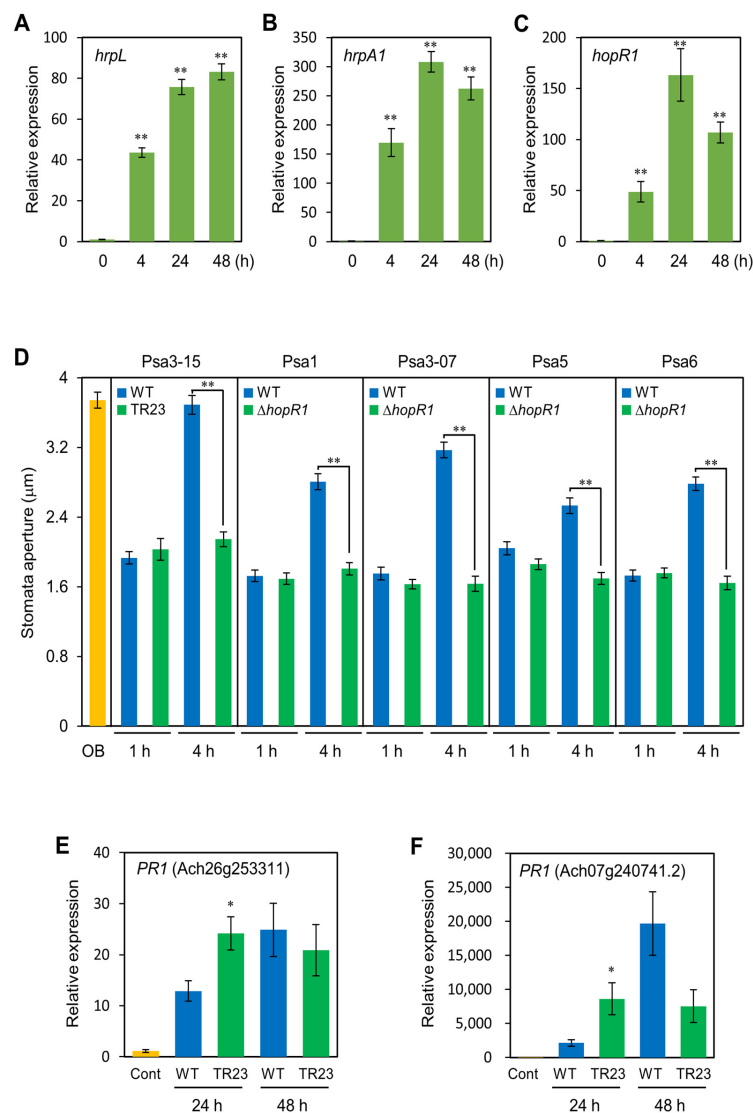 A
hrpL
Relative expression
100
80
60
40
20
0
**
**
**
0 4 24 48 (h)
B
hrpA1
Relative expression
350
300
250
200
150
100
50
0
**
**
**
0 4 24 48 (h)
C
hopR1
Relative expression
200
150
100
50
0
**
**
**
0 4 24 48 (h)
D
Psa3-15 Psa1 Psa3-07 Psa5 Psa6
Stomata aperture (μm)
4
3.2
2.4
1.6
0.8
0
WT WT WT WT WT
TR23 ΔhopR1 ΔhopR1 ΔhopR1 ΔhopR1
** ** ** ** **
OB 1 h 4 h 1 h 4 h 1 h 4 h 1 h 4 h 1 h 4 h
E
PR1 (Ach26g253311)
Relative expression
40
30
20
10
0
*
Cont WT TR23 WT TR23
24 h 48 h
F
PR1 (Ach07g240741.2)
Relative expression
30,000
25,000
20,000
15,000
10,000
5,000
0
*
Cont WT TR23 WT TR23
24 h 48 h